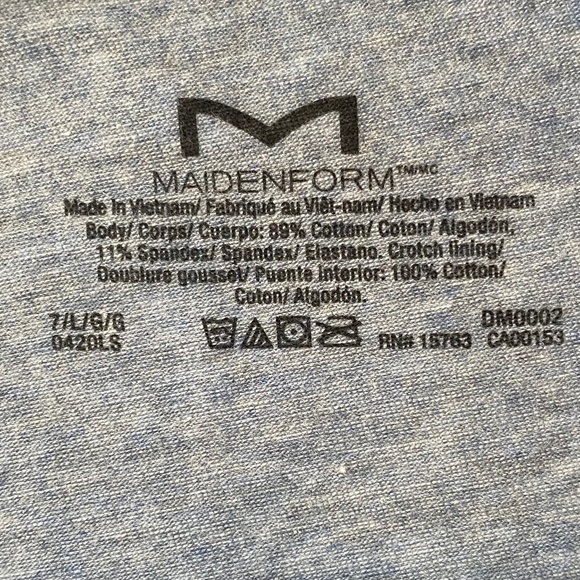 MAIDENFORM™/MC
Made in Vietnam/ Fabriqué au Viêt-nam/ Hecho en Vietnam
Body/ Corps/ Cuerpo: 89% Cotton/ Coton/ Algodón,
11% Spandex/ Spandex/ Elastano. Crotch lining/
Doublure gousset/ Puente Interior: 100% Cotton/
Coton/ Algodón.
7/L/G/G
0420LS
RN# 15763
DM0002
CA00153